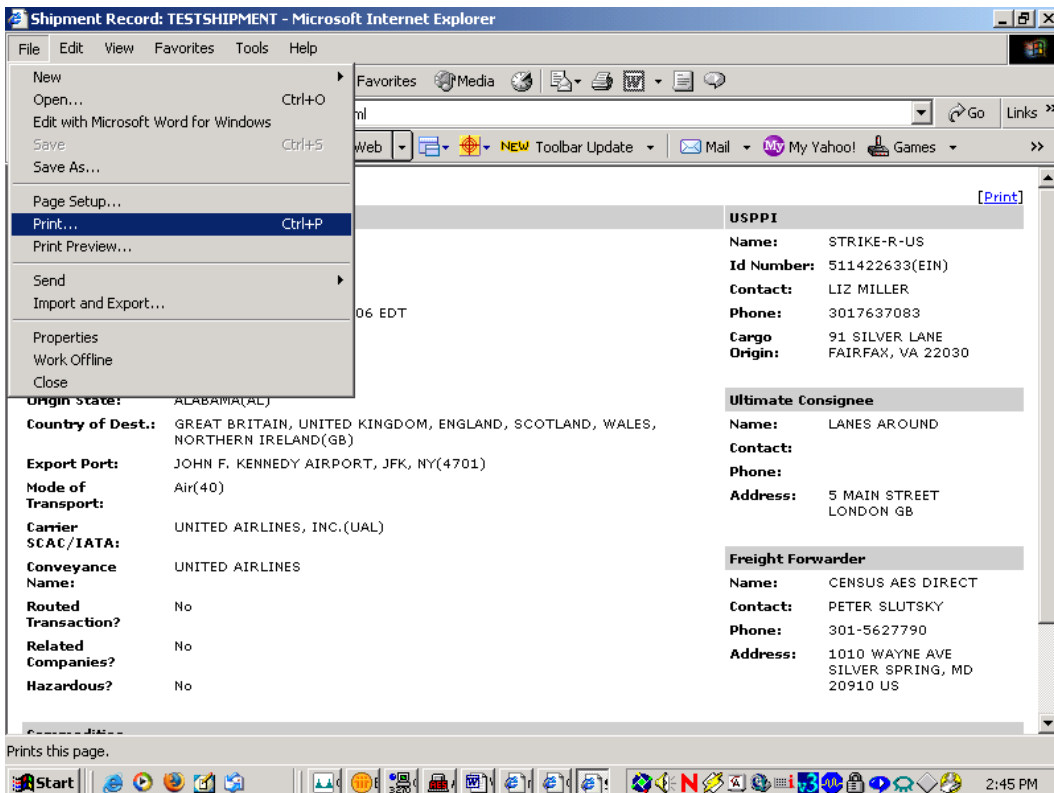 Shipment Record: TESTSHIPMENT - Microsoft Internet Explorer
File Edit View Favorites Tools Help
New
Open... Ctrl+O
Edit with Microsoft Word for Windows
Save Ctrl+S
Save As...
Page Setup...
Print... Ctrl+P
Print Preview...
Send
Import and Export...
Properties
Work Offline
Close
Favorites Media
Go Links »
Web NEW Toolbar Update Mail My My Yahoo! Games »
[Print]
06 EDT
Origin State: ALABAMA(AL)
Country of Dest.: GREAT BRITAIN, UNITED KINGDOM, ENGLAND, SCOTLAND, WALES,
NORTHERN IRELAND(GB)
Export Port: JOHN F. KENNEDY AIRPORT, JFK, NY(4701)
Mode of
Transport: Air(40)
Carrier
SCAC/IATA: UNITED AIRLINES, INC.(UAL)
Conveyance
Name: UNITED AIRLINES
Routed
Transaction? No
Related
Companies? No
Hazardous? No
USPPI
Name: STRIKE-R-US
Id Number: 511422633(EIN)
Contact: LIZ MILLER
Phone: 3017637083
Cargo
Origin: 91 SILVER LANE
FAIRFAX, VA 22030
Ultimate Consignee
Name: LANES AROUND
Contact:
Phone:
Address: 5 MAIN STREET
LONDON GB
Freight Forwarder
Name: CENSUS AES DIRECT
Contact: PETER SLUTSKY
Phone: 301-5627790
Address: 1010 WAYNE AVE
SILVER SPRING, MD
20910 US
Prints this page.
Start 2:45 PM